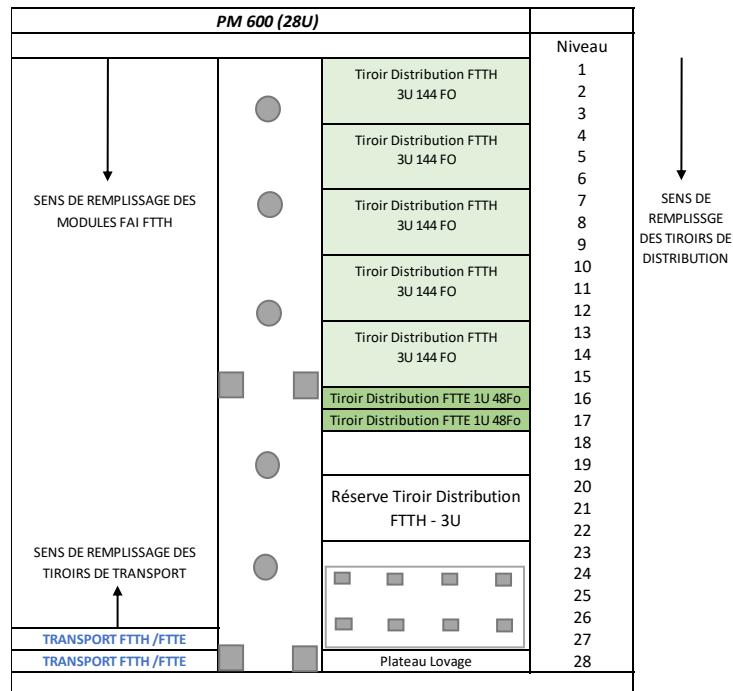 PM 600 (28U)
Niveau
Tiroir Distribution FTTH
3U 144 FO
Tiroir Distribution FTTH
3U 144 FO
Tiroir Distribution FTTH
3U 144 FO
Tiroir Distribution FTTH
3U 144 FO
Tiroir Distribution FTTH
3U 144 FO
Tiroir Distribution FTTE 1U 48Fo
Tiroir Distribution FTTE 1U 48Fo
Réserve Tiroir Distribution
FTTH - 3U
Plateau Lovage
1
2
3
4
5
6
7
8
9
10
11
12
13
14
15
16
17
18
19
20
21
22
23
24
25
26
27
28
SENS DE REMPLISSAGE DES
MODULES FAI FTTH
SENS DE REMPLISSAGE DES
TIROIRS DE TRANSPORT
TRANSPORT FTTH /FTTE
TRANSPORT FTTH /FTTE
SENS DE
REMPLISSGE
DES TIROIRS DE
DISTRIBUTION